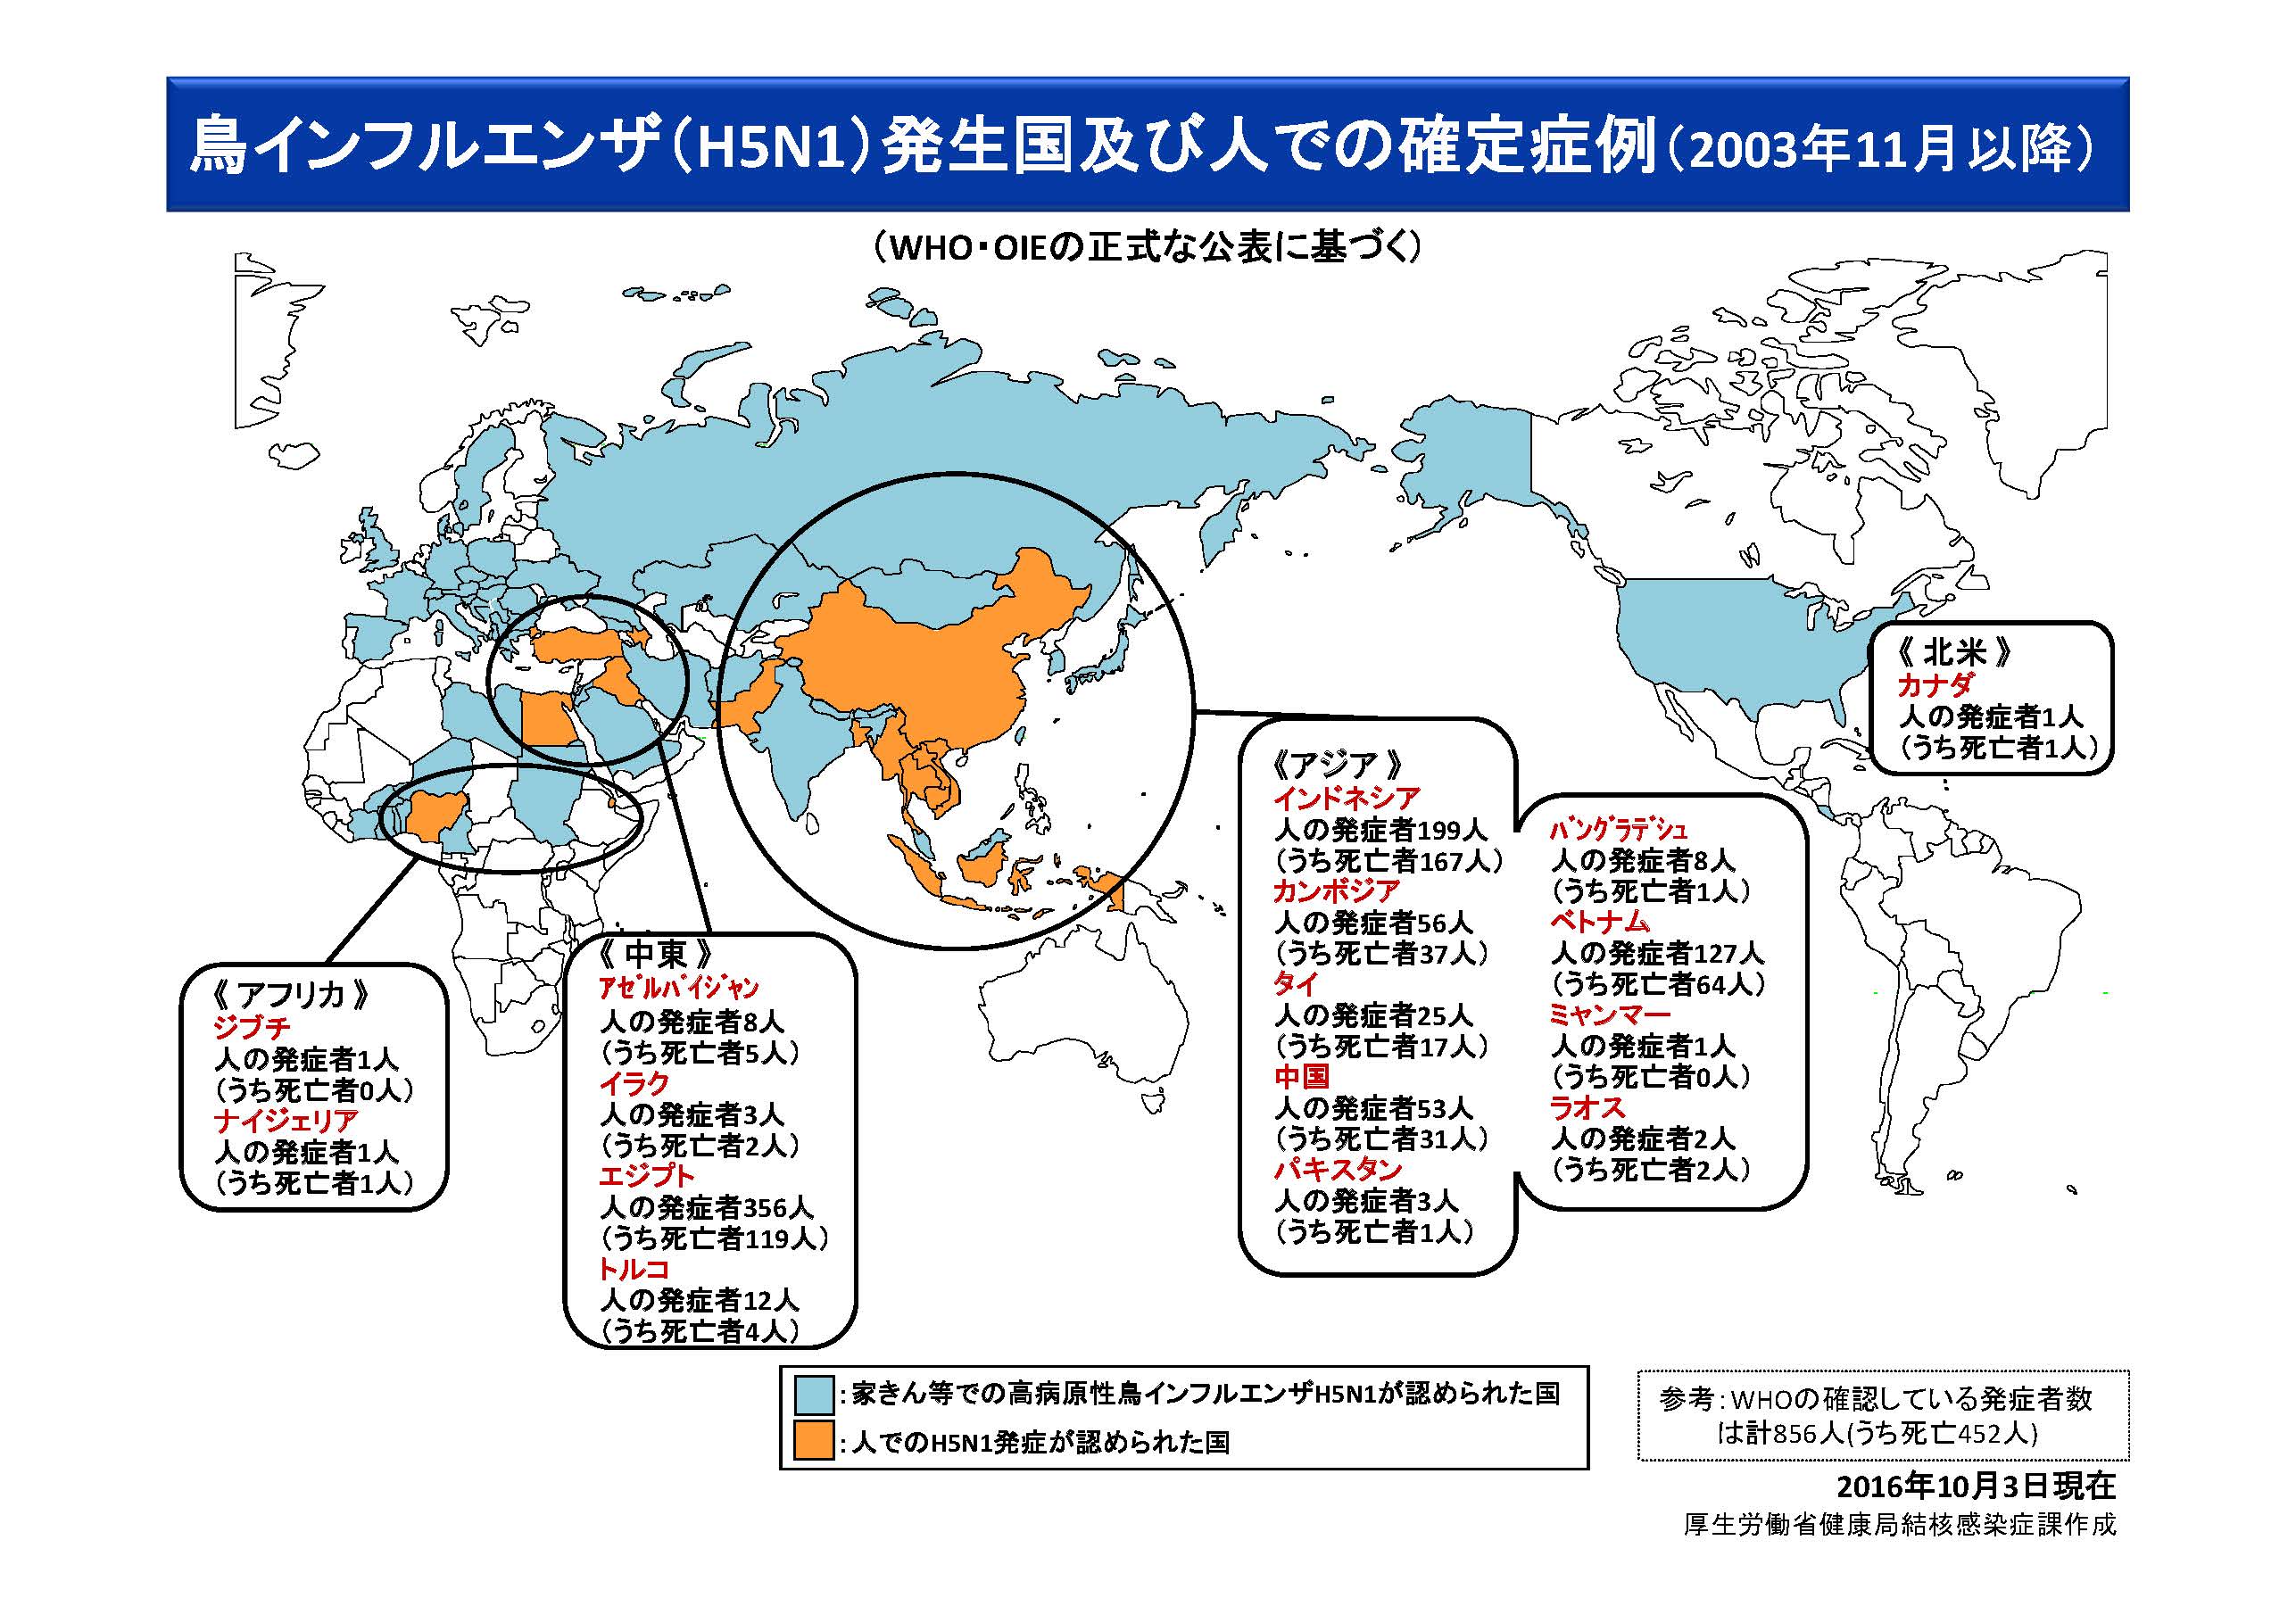 鳥インフルエンザ（H5N1）発生国及び人での確定症例（2003年11月以降）
（WHO・OIEの正式な公表に基づく）
《 北米 》
カナダ
人の発症者1人
（うち死亡者1人）
《アジア 》
インドネシア
人の発症者199人
（うち死亡者167人）
カンボジア
人の発症者56人
（うち死亡者37人）
タイ
人の発症者25人
（うち死亡者17人）
中国
人の発症者53人
（うち死亡者31人）
パキスタン
人の発症者3人
（うち死亡者1人）
ﾊﾞﾝｸﾞﾗﾃﾞｼｭ
人の発症者8人
（うち死亡者1人）
ベトナム
人の発症者127人
（うち死亡者64人）
ミャンマー
人の発症者1人
（うち死亡者0人）
ラオス
人の発症者2人
（うち死亡者2人）
《 中東 》
ｱｾﾞﾙﾊﾞｲｼﾞｬﾝ
人の発症者8人
（うち死亡者5人）
イラク
人の発症者3人
（うち死亡者2人）
エジプト
人の発症者356人
（うち死亡者119人）
トルコ
人の発症者12人
（うち死亡者4人）
《 アフリカ 》
ジブチ
人の発症者1人
（うち死亡者0人）
ナイジェリア
人の発症者1人
（うち死亡者1人）
：家きん等での高病原性鳥インフルエンザH5N1が認められた国
：人でのH5N1発症が認められた国
参考：WHOの確認している発症者数
は計856人(うち死亡452人)
2016年10月3日現在
厚生労働省健康局結核感染症課作成